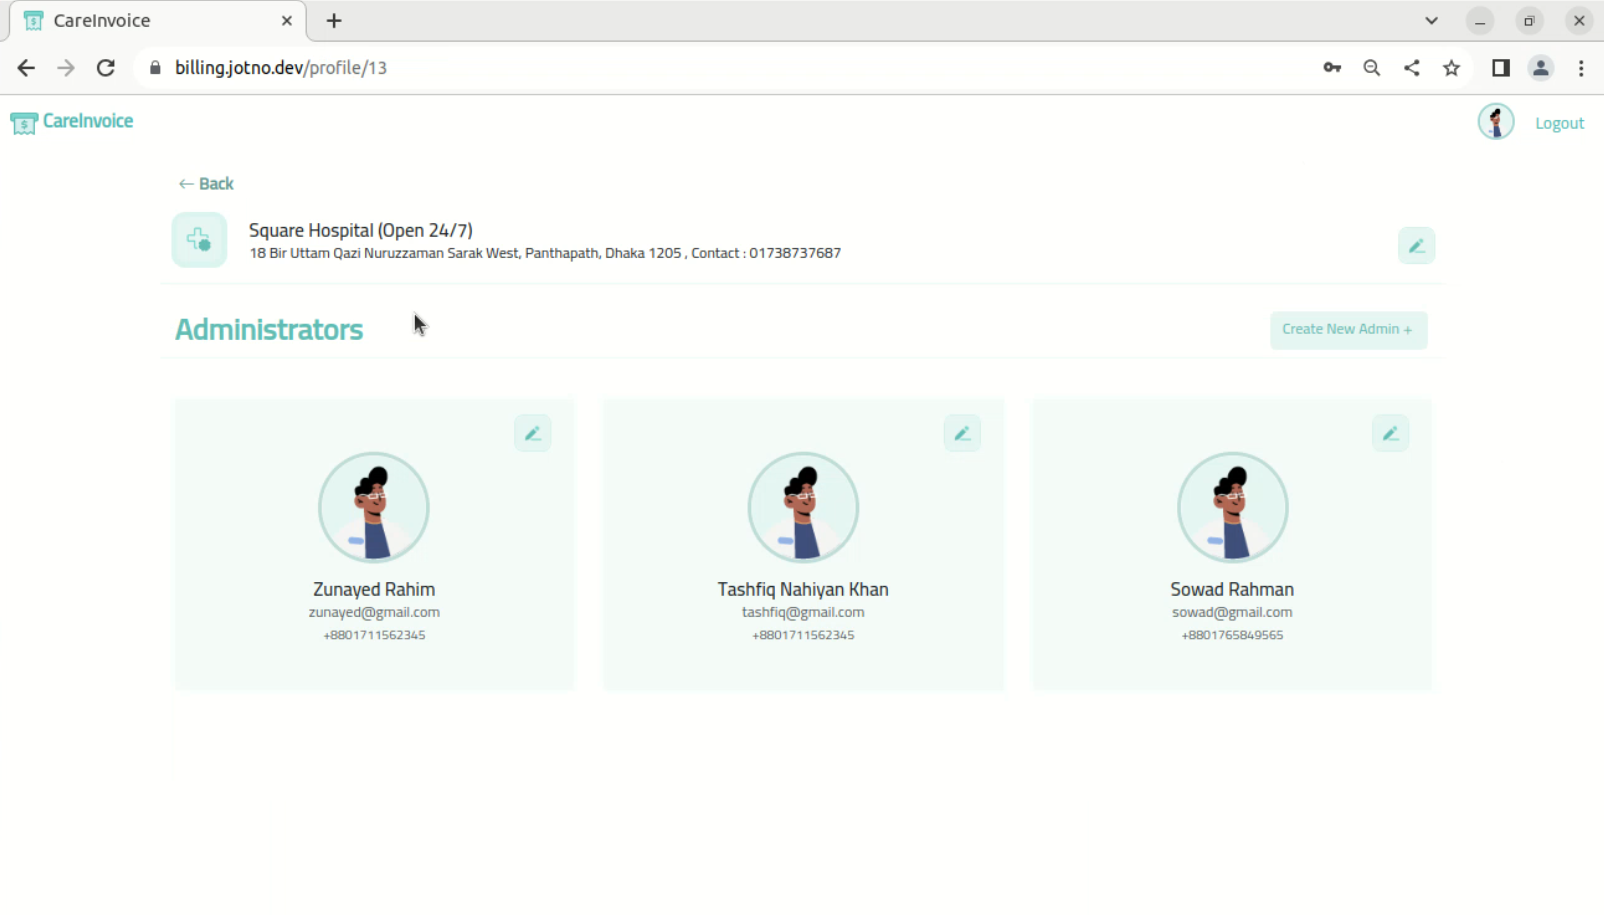 CareInvoice
billing.jotno.dev/profile/13
CareInvoice
Logout
← Back
Square Hospital (Open 24/7)
18 Bir Uttam Qazi Nuruzzaman Sarak West, Panthapath, Dhaka 1205 , Contact : 01738737687
Administrators
Create New Admin +
Zunayed Rahim
zunayed@gmail.com
+8801711562345
Tashfiq Nahiyan Khan
tashfiq@gmail.com
+8801711562345
Sowad Rahman
sowad@gmail.com
+8801765849565